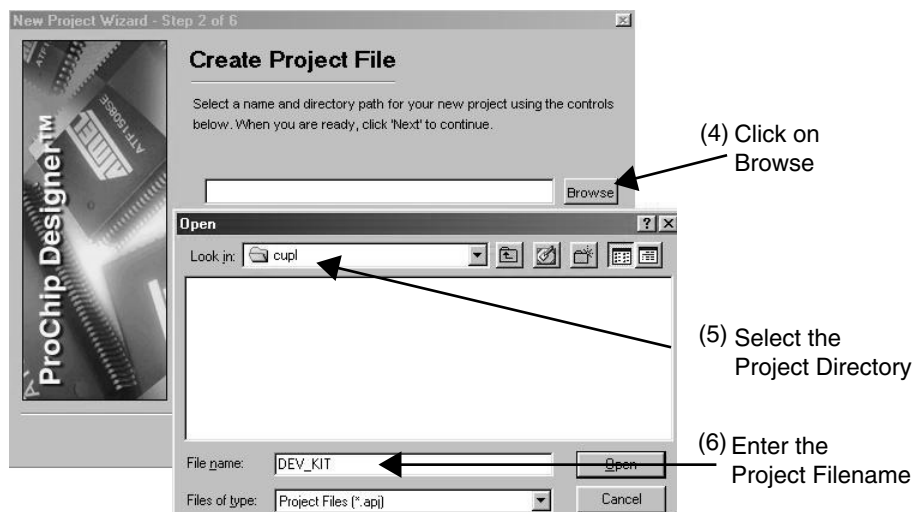 New Project Wizard - Step 2 of 6
ProChip Designer™
ATMEL
ATF1508SE
Create Project File
Select a name and directory path for your new project using the controls
below. When you are ready, click 'Next' to continue.
Browse
(4) Click on
Browse
Open
Look in: cupl
(5) Select the
Project Directory
File name: DEV_KIT
Open
(6) Enter the
Project Filename
Files of type: Project Files (*.apj)
Cancel